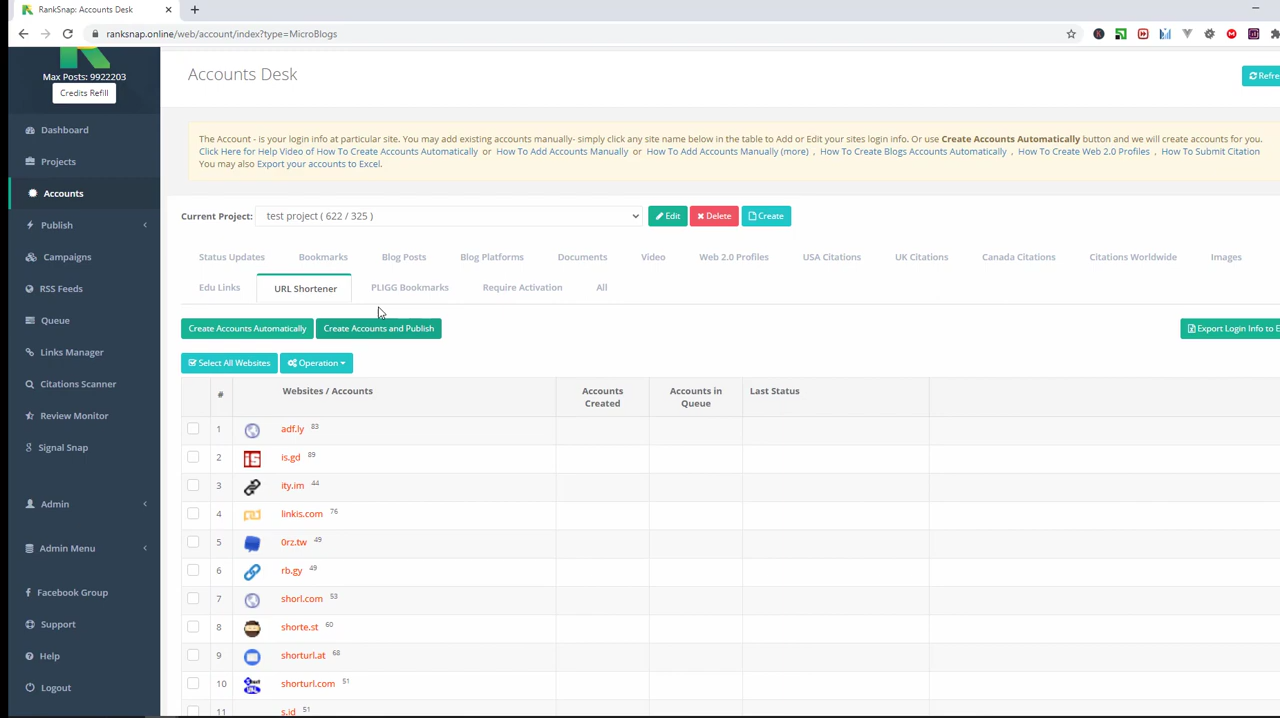 RankSnap: Accounts Desk
ranksnap.online/web/account/index?type=MicroBlogs
Max Posts: 9922203
Credits Refill
Dashboard
Projects
Accounts
Publish
Campaigns
RSS Feeds
Queue
Links Manager
Citations Scanner
Review Monitor
Signal Snap
Admin
Admin Menu
Facebook Group
Support
Help
Logout
Accounts Desk
Refre
The Account - is your login info at particular site. You may add existing accounts manually- simply click any site name below in the table to Add or Edit your sites login info. Or use Create Accounts Automatically button and we will create accounts for you.
Click Here for Help Video of How To Create Accounts Automatically or How To Add Accounts Manually or How To Add Accounts Manually (more) , How To Create Blogs Accounts Automatically , How To Create Web 2.0 Profiles , How To Submit Citation
You may also Export your accounts to Excel.
Current Project: test project ( 622 / 325 ) Edit Delete Create
Status Updates Bookmarks Blog Posts Blog Platforms Documents Video Web 2.0 Profiles USA Citations UK Citations Canada Citations Citations Worldwide Images
Edu Links URL Shortener PLIGG Bookmarks Require Activation All
Create Accounts Automatically Create Accounts and Publish Export Login Info to E
Select All Websites Operation
# Websites / Accounts Accounts Created Accounts in Queue Last Status
1 adf.ly 83
2 is.gd 89
3 ity.im 44
4 linkis.com 76
5 0rz.tw 49
6 rb.gy 49
7 shorl.com 53
8 shorte.st 60
9 shorturl.at 68
10 shorturl.com 51
11 s.id 51